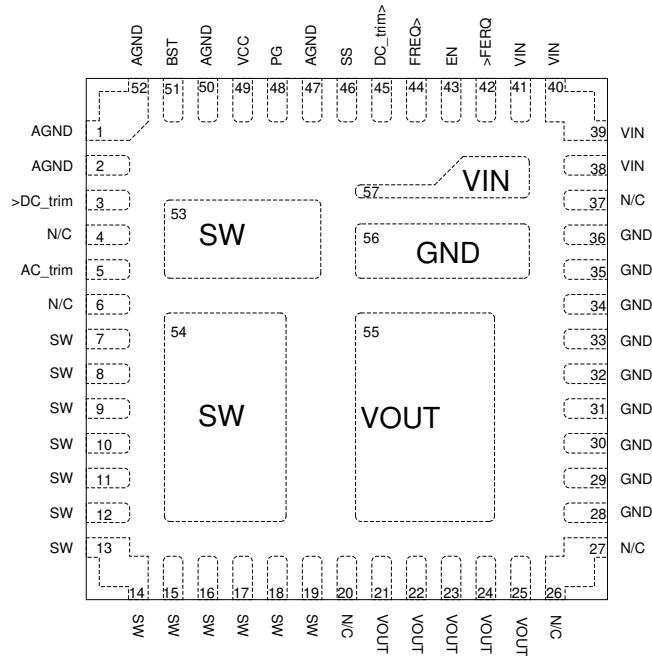 AGND BST AGND VCC PG AGND SS DC_trim> FREQ> EN >FERQ VIN VIN
52 51 50 49 48 47 46 45 44 43 42 41 40
AGND 1
AGND 2
>DC_trim 3
N/C 4
AC_trim 5
N/C 6
SW 7
SW 8
SW 9
SW 10
SW 11
SW 12
SW 13
53 SW
54 SW
57 VIN
56 GND
55 VOUT
39 VIN
38 VIN
37 N/C
36 GND
35 GND
34 GND
33 GND
32 GND
31 GND
30 GND
29 GND
28 GND
27 N/C
14 15 16 17 18 19 20 21 22 23 24 25 26
SW SW SW SW SW SW N/C VOUT VOUT VOUT VOUT VOUT N/C